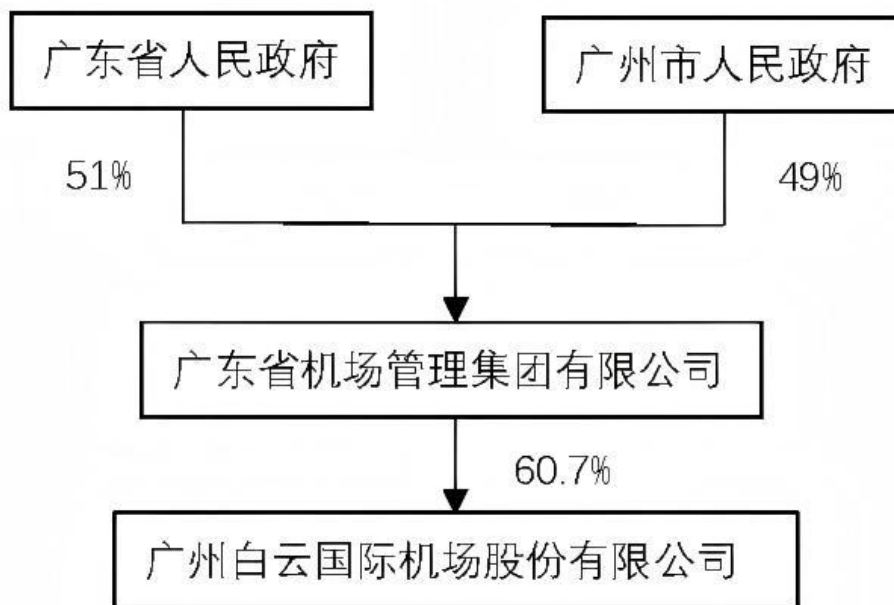 广东省人民政府
广州市人民政府
51%
49%
广东省机场管理集团有限公司
60.7%
广州白云国际机场股份有限公司